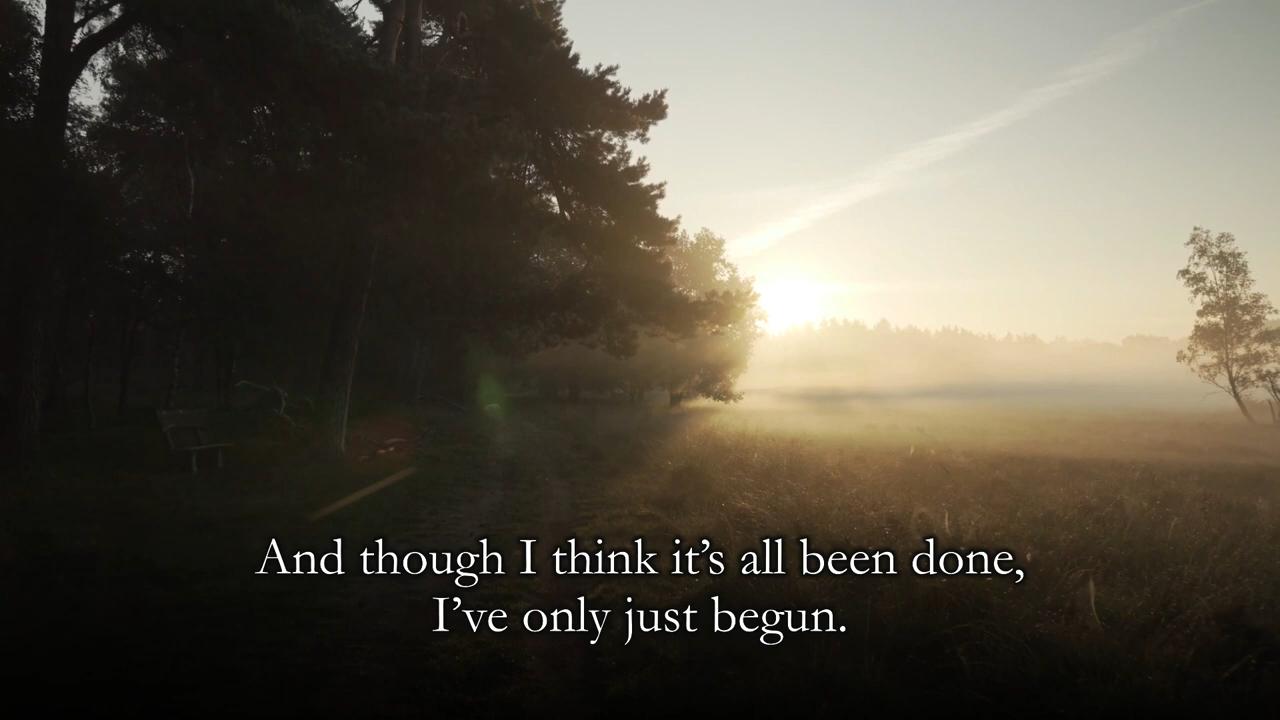 And though I think it’s all been done,
I’ve only just begun.